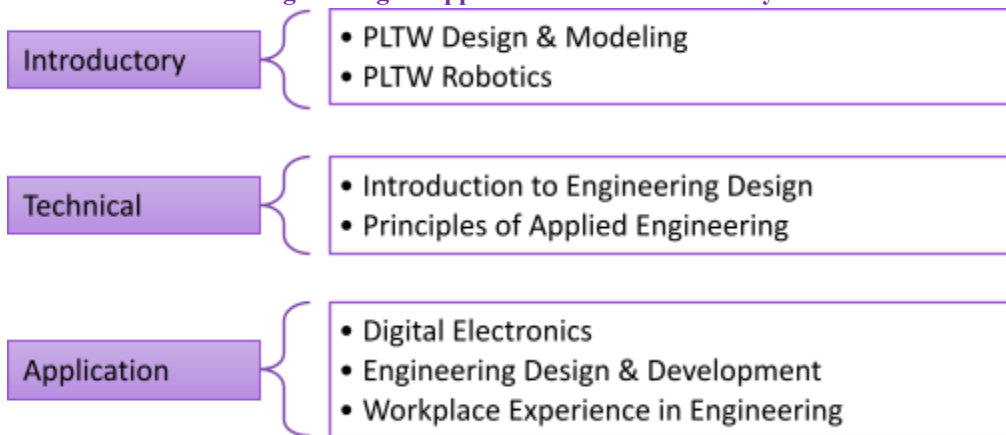 Introductory
• PLTW Design & Modeling
• PLTW Robotics
Technical
• Introduction to Engineering Design
• Principles of Applied Engineering
Application
• Digital Electronics
• Engineering Design & Development
• Workplace Experience in Engineering